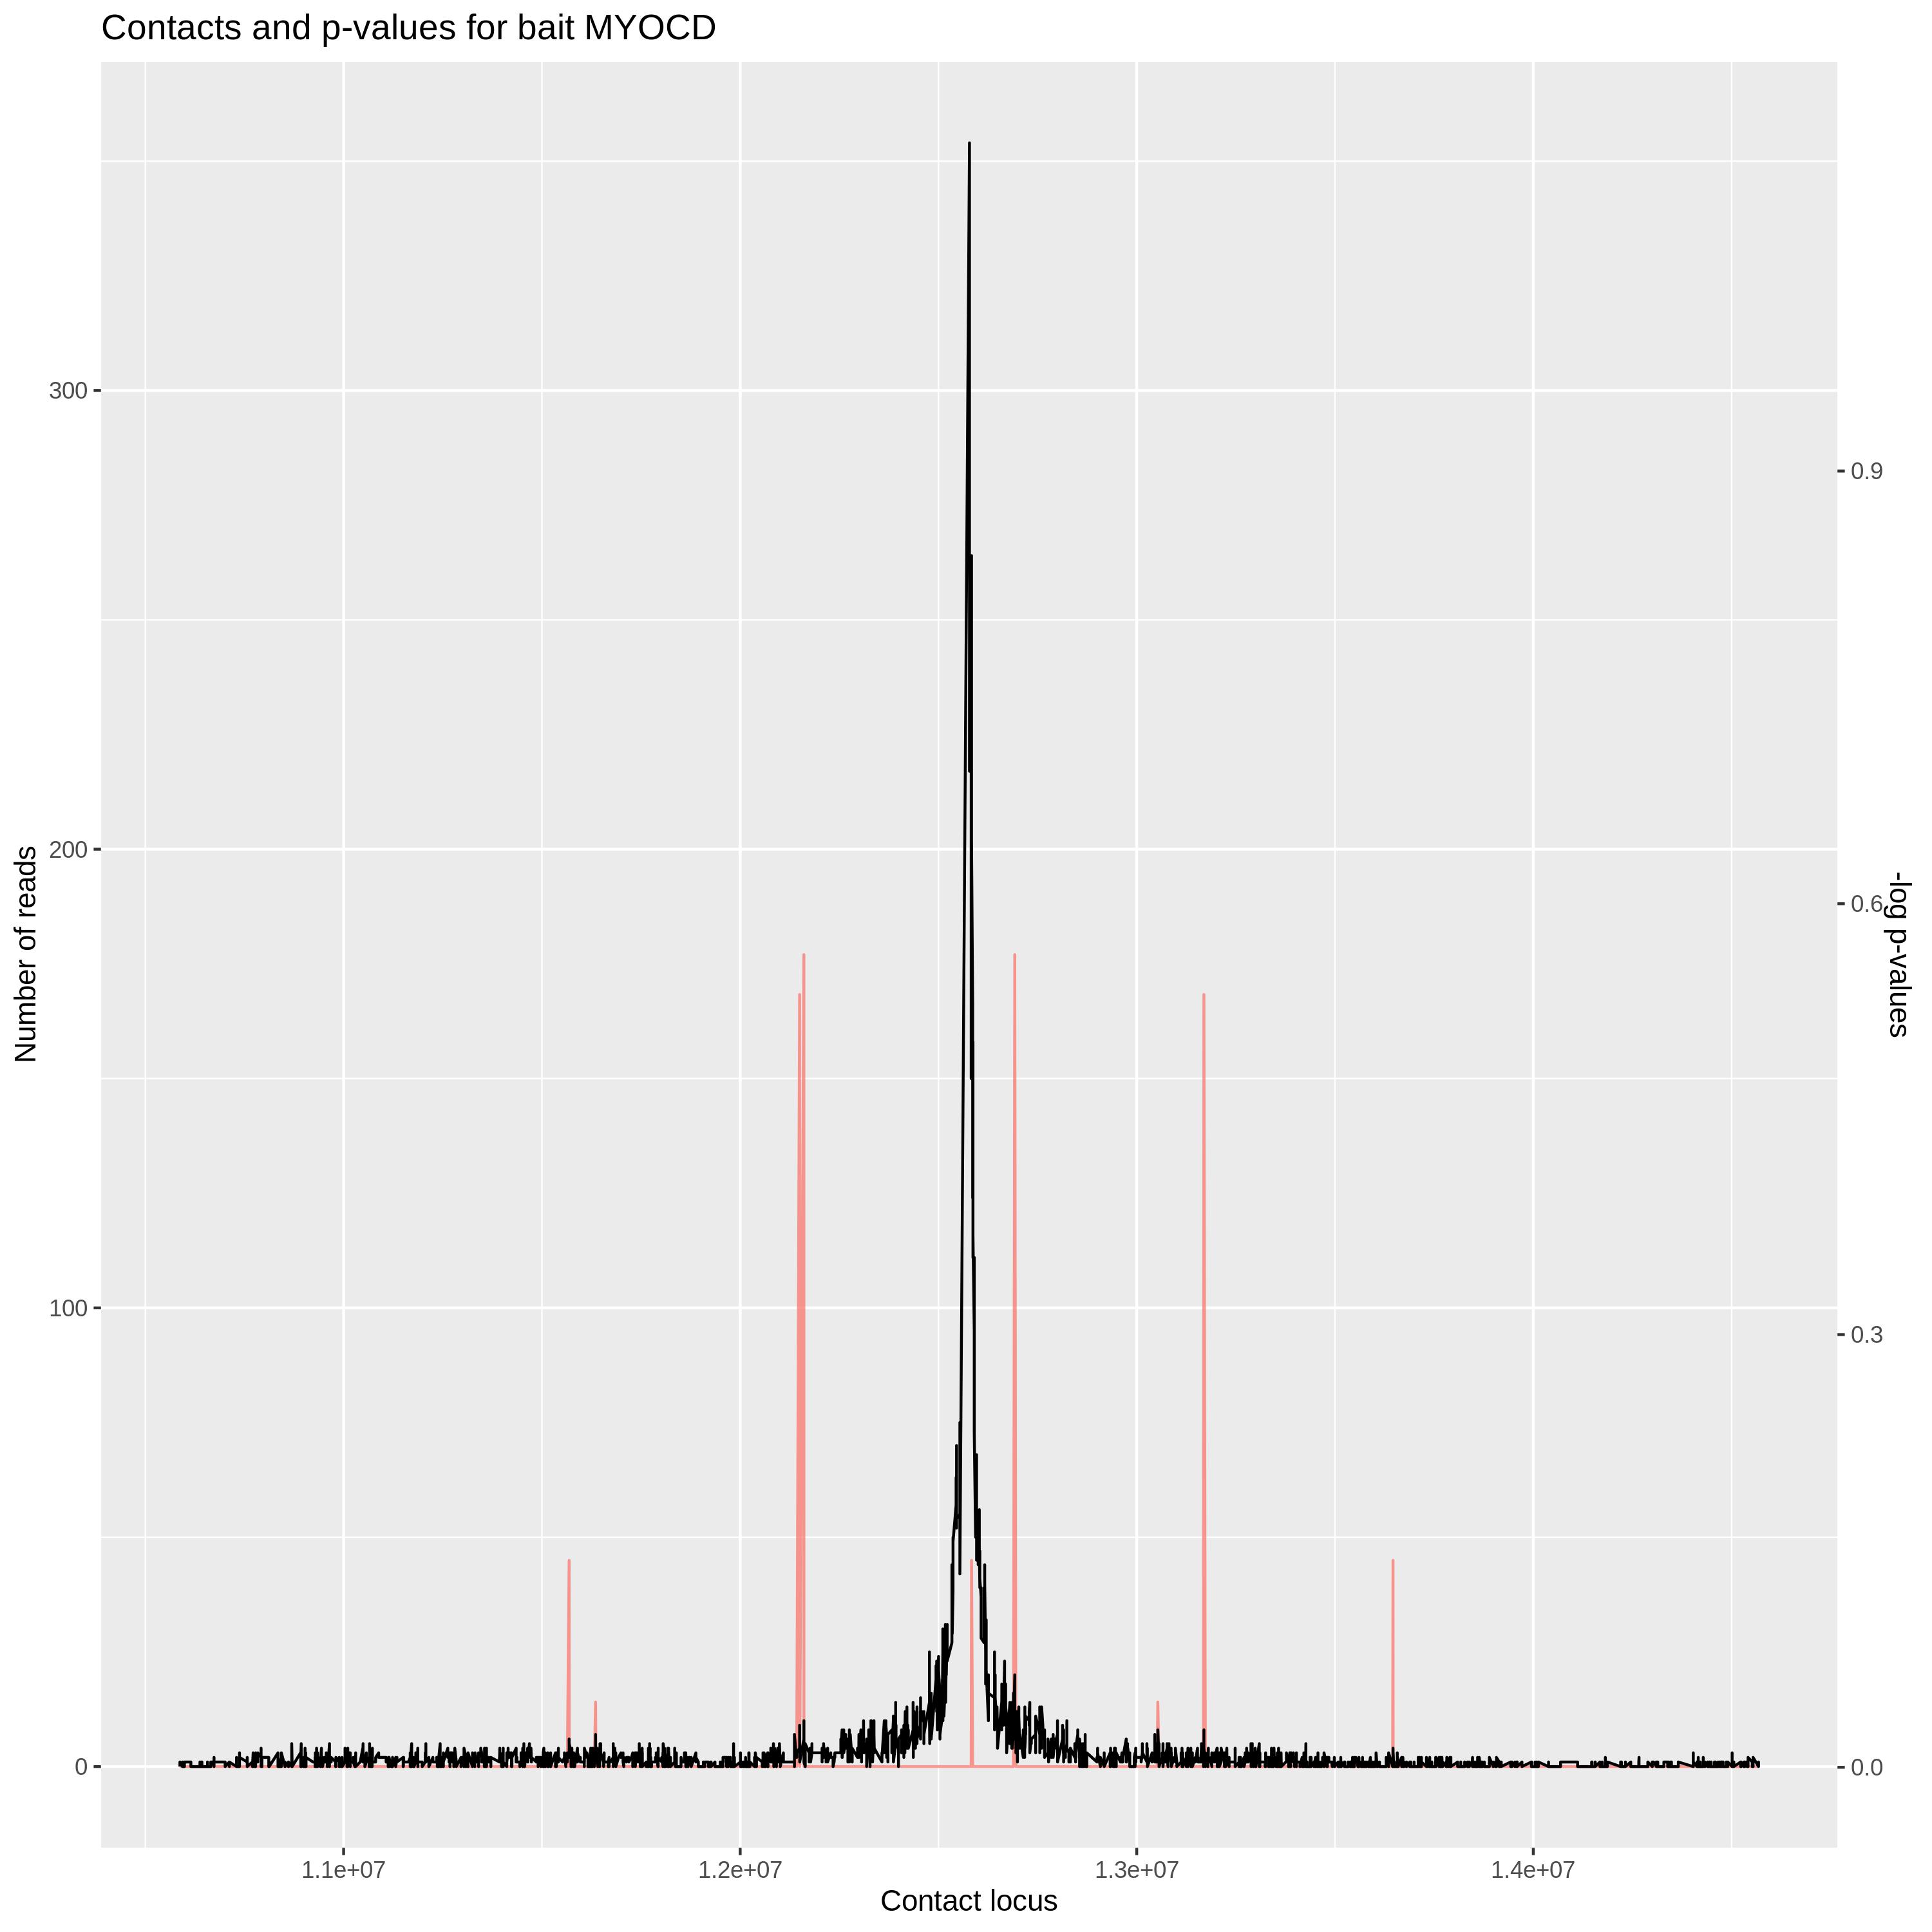 Contacts and p-values for bait MYOCD
300
200
100
0
Number of reads
0.9
0.6
0.3
0.0
-log p-values
1.1e+07 1.2e+07 1.3e+07 1.4e+07
Contact locus